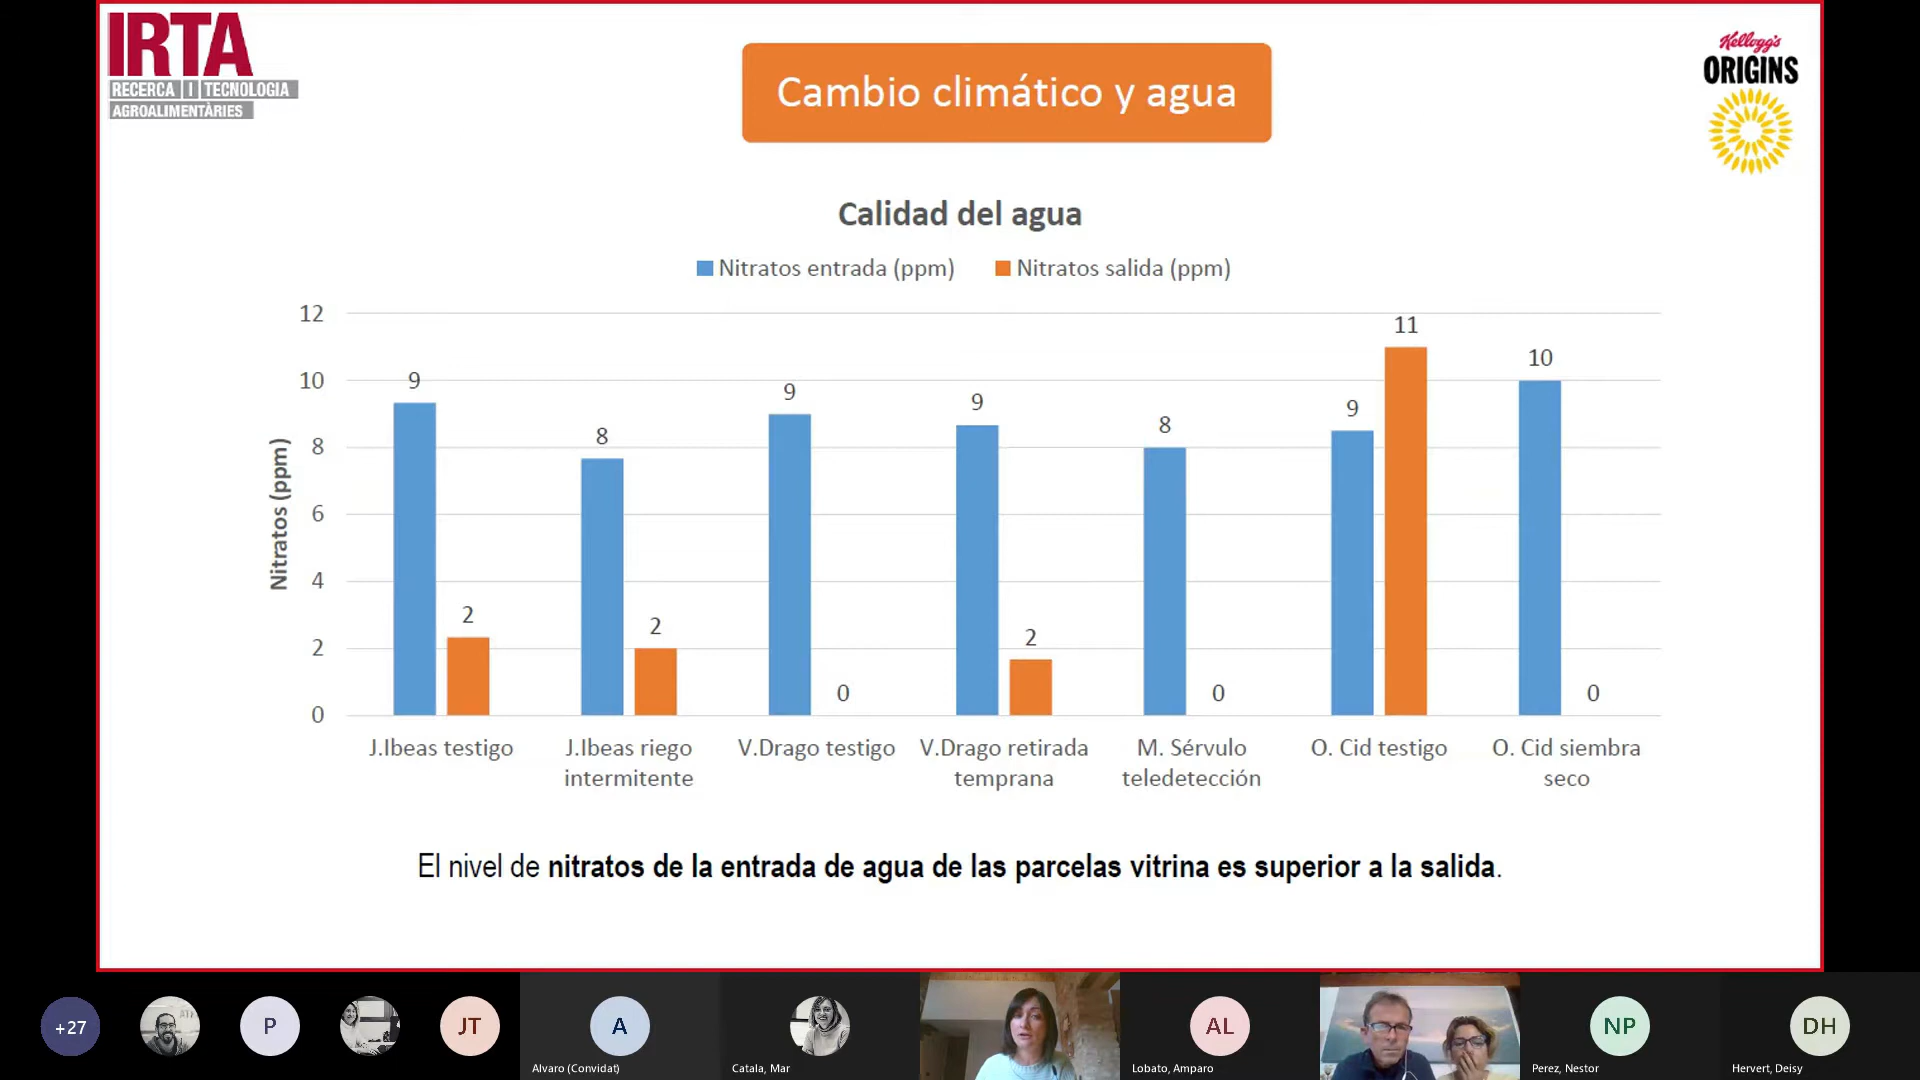 IRTA
RECERCA I TECNOLOGIA
AGROALIMENTÀRIES
Cambio climático y agua
Kellogg's
ORIGINS
Calidad del agua
Nitratos entrada (ppm) Nitratos salida (ppm)
Nitratos (ppm)
12
10
8
6
4
2
0
9 2 8 2 9 0 9 2 8 0 9 11 10 0
J.Ibeas testigo
J.Ibeas riego
intermitente
V.Drago testigo
V.Drago retirada
temprana
M. Sérvulo
teledetección
O. Cid testigo
O. Cid siembra
seco
El nivel de nitratos de la entrada de agua de las parcelas vitrina es superior a la salida.
+27
P
JT
A
Alvaro (Convidat)
Catala, Mar
AL
Lobato, Amparo
NP
Perez, Nestor
DH
Hervert, Deisy